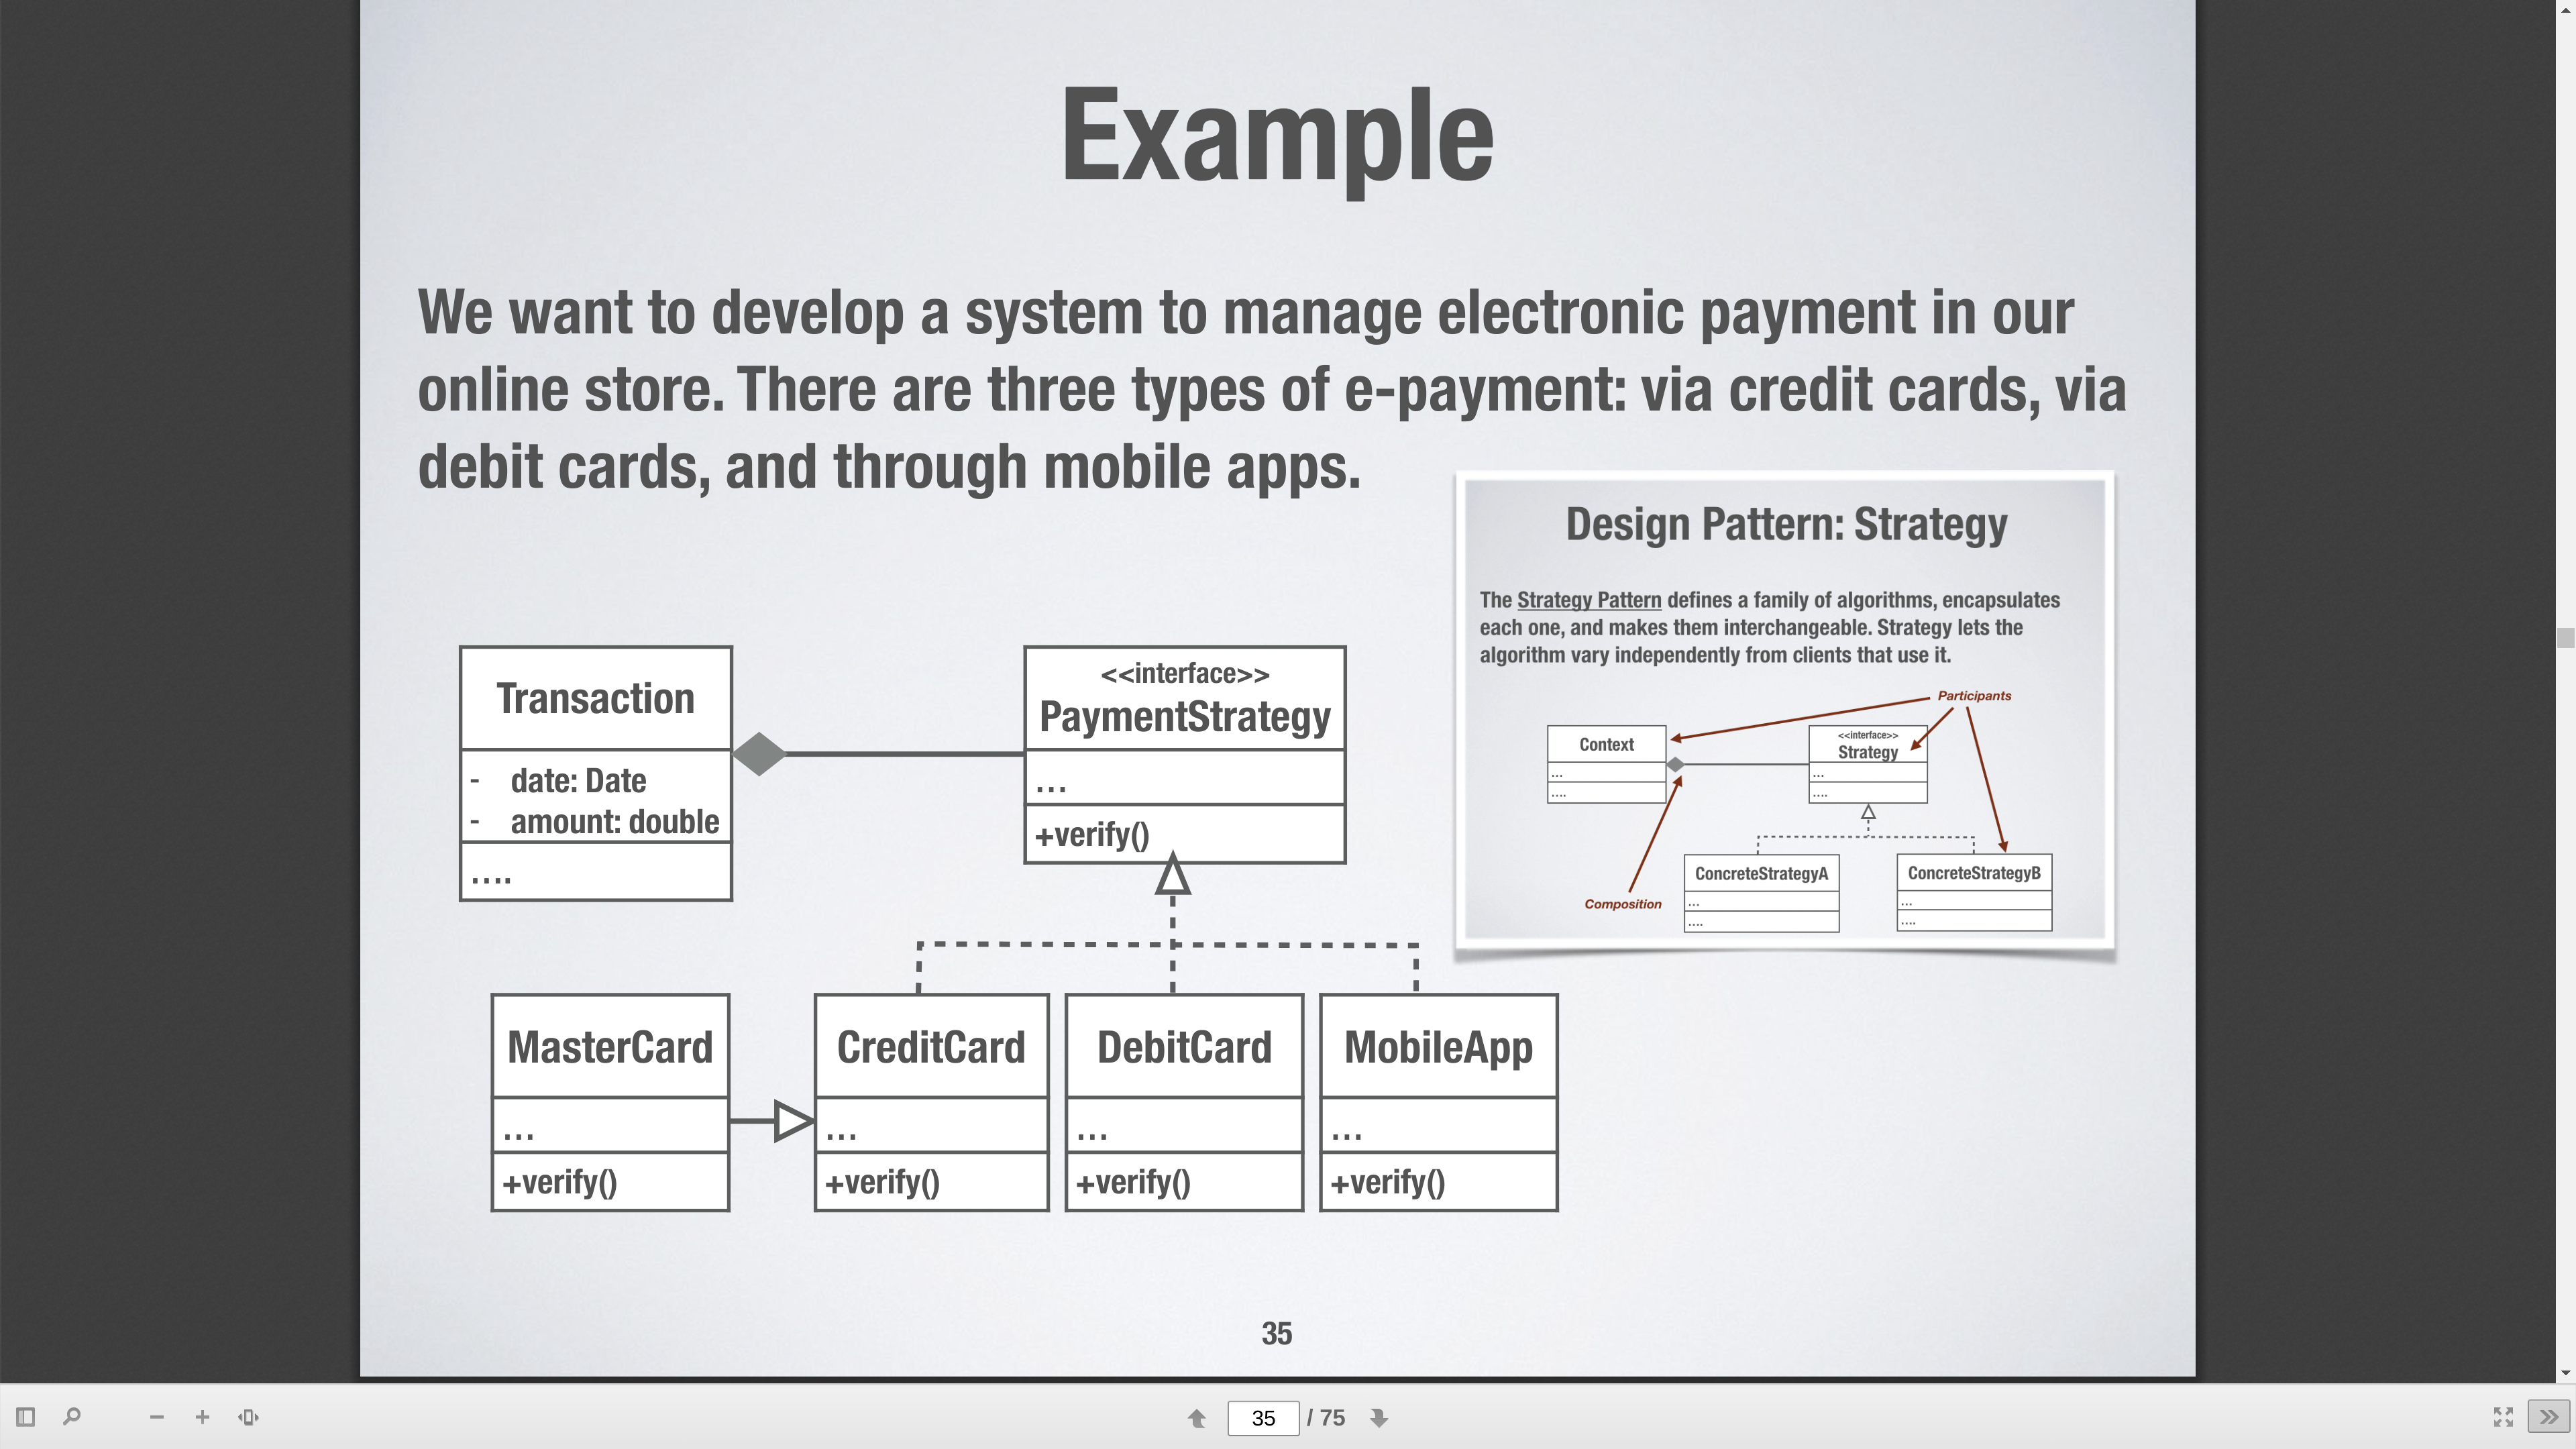 Example
We want to develop a system to manage electronic payment in our
online store. There are three types of e-payment: via credit cards, via
debit cards, and through mobile apps.
Design Pattern: Strategy
The Strategy Pattern defines a family of algorithms, encapsulates
each one, and makes them interchangeable. Strategy lets the
algorithm vary independently from clients that use it.
Participants
Context
...
....
<<interface>>
Strategy
...
....
Composition
ConcreteStrategyA
...
....
ConcreteStrategyB
...
....
Transaction
- date: Date
- amount: double
....
<<interface>>
PaymentStrategy
...
+verify()
MasterCard
...
+verify()
CreditCard
...
+verify()
DebitCard
...
+verify()
MobileApp
...
+verify()
35
35 / 75